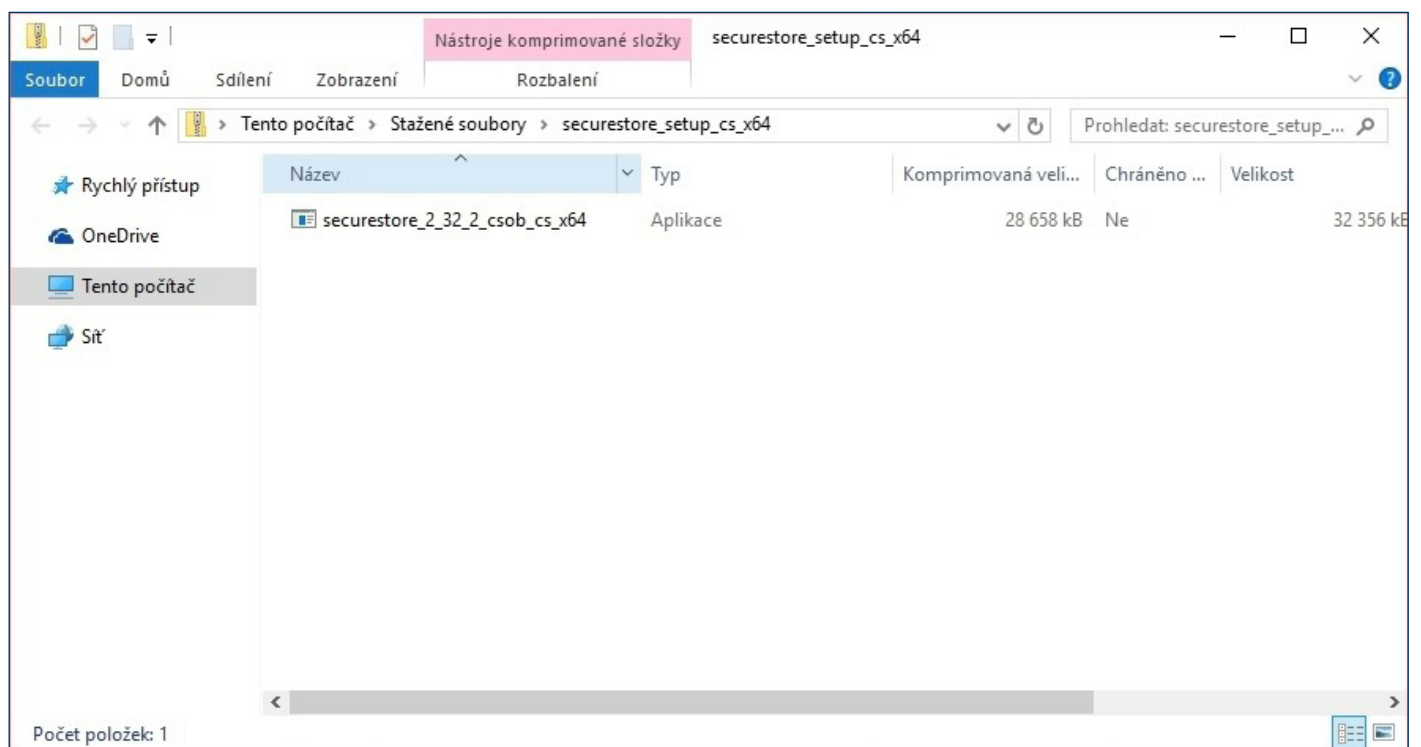 Nástroje komprimované složky securestore_setup_cs_x64
Soubor Domů Sdílení Zobrazení Rozbalení
Tento počítač > Stažené soubory > securestore_setup_cs_x64 Prohledat: securestore_setup_...
Název Typ Komprimovaná veli... Chráněno ... Velikost
Rychlý přístup
securestore_2_32_2_csob_cs_x64 Aplikace 28 658 kB Ne 32 356 kB
OneDrive
Tento počítač
Síť
Počet položek: 1